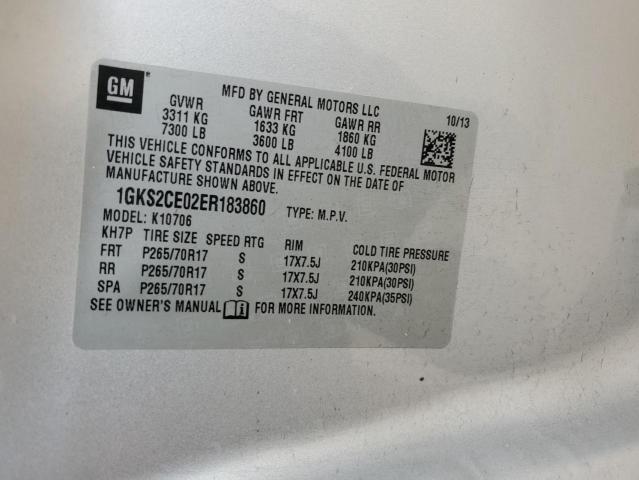 GM
MFD BY GENERAL MOTORS LLC
GVWR GAWR FRT GAWR RR 10/13
3311 KG 1633 KG 1860 KG
7300 LB 3600 LB 4100 LB
THIS VEHICLE CONFORMS TO ALL APPLICABLE U.S. FEDERAL MOTOR
VEHICLE SAFETY STANDARDS IN EFFECT ON THE DATE OF
MANUFACTURE SHOWN ABOVE.
1GKS2CE02ER183860 TYPE: M.P.V.
MODEL: K10706
KH7P TIRE SIZE SPEED RTG RIM COLD TIRE PRESSURE
FRT P265/70R17 S 17X7.5J 210KPA(30PSI)
RR P265/70R17 S 17X7.5J 210KPA(30PSI)
SPA P265/70R17 S 17X7.5J 240KPA(35PSI)
SEE OWNER'S MANUAL FOR MORE INFORMATION.